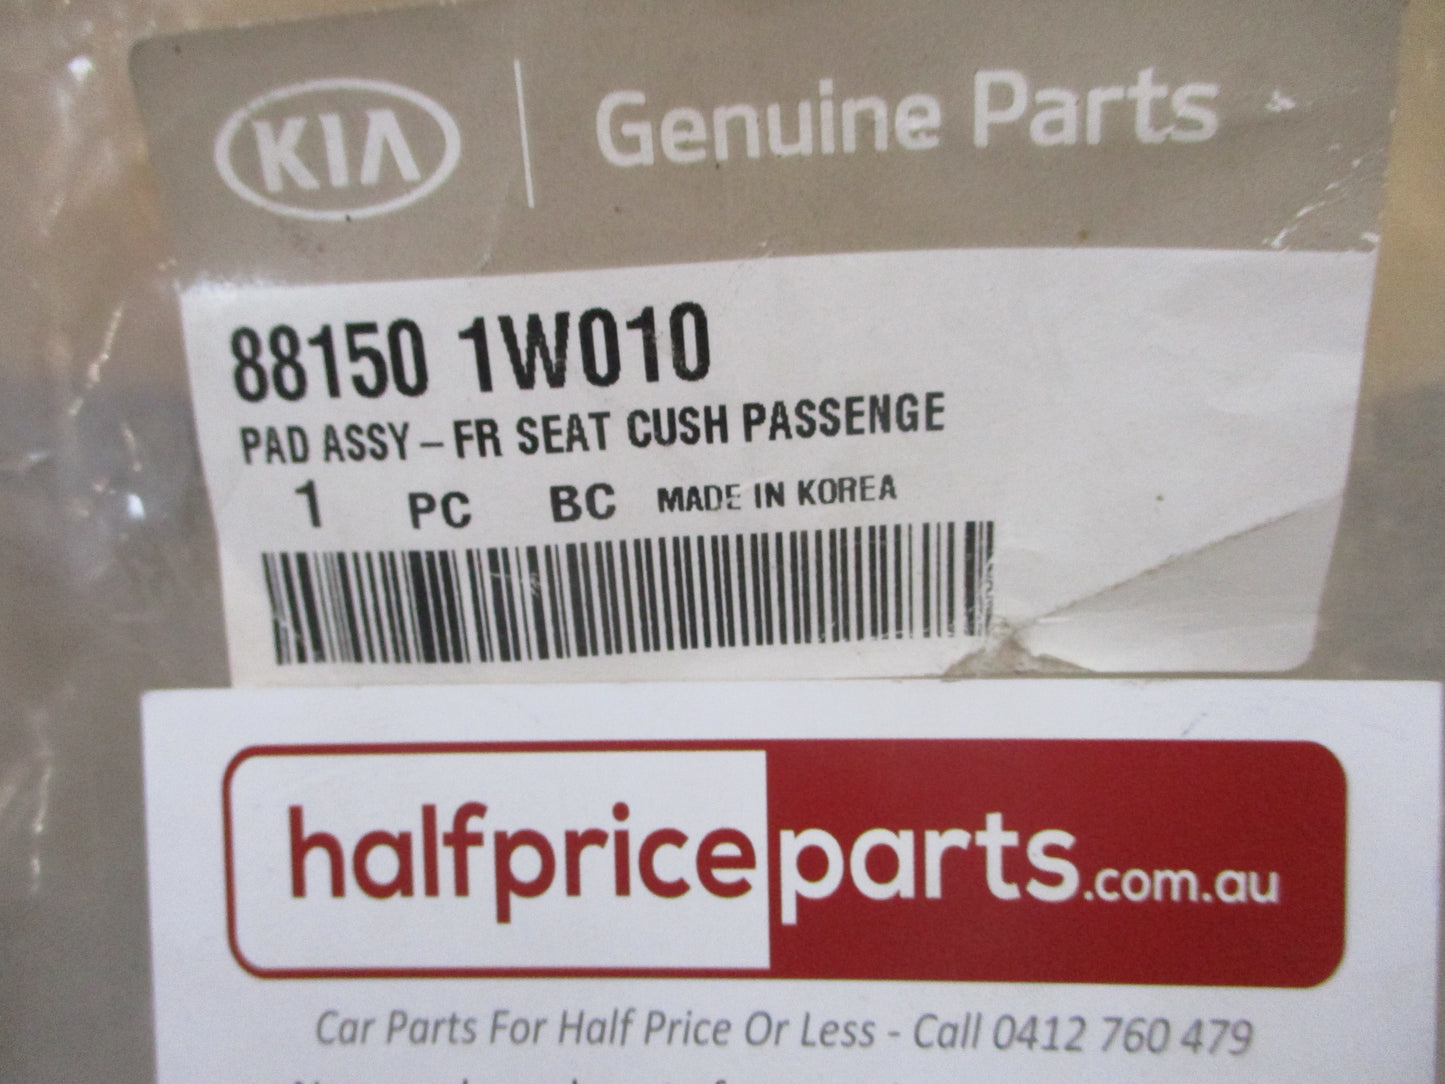 KIA Genuine Parts
88150 1W010
PAD ASSY – FR SEAT CUSH PASSENGE
1 PC BC MADE IN KOREA
halfpriceparts.com.au
Car Parts For Half Price Or Less - Call 0412 760 479